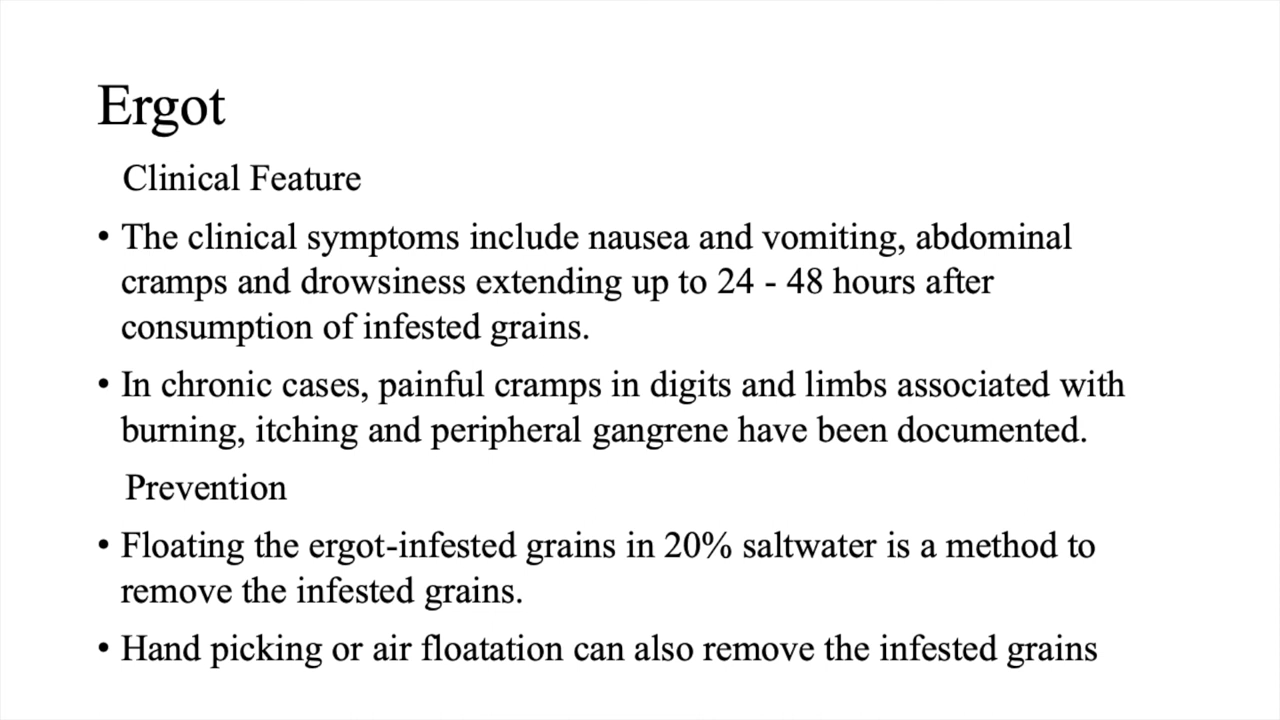 Ergot
Clinical Feature
• The clinical symptoms include nausea and vomiting, abdominal
cramps and drowsiness extending up to 24 - 48 hours after
consumption of infested grains.
• In chronic cases, painful cramps in digits and limbs associated with
burning, itching and peripheral gangrene have been documented.
Prevention
• Floating the ergot-infested grains in 20% saltwater is a method to
remove the infested grains.
• Hand picking or air floatation can also remove the infested grains